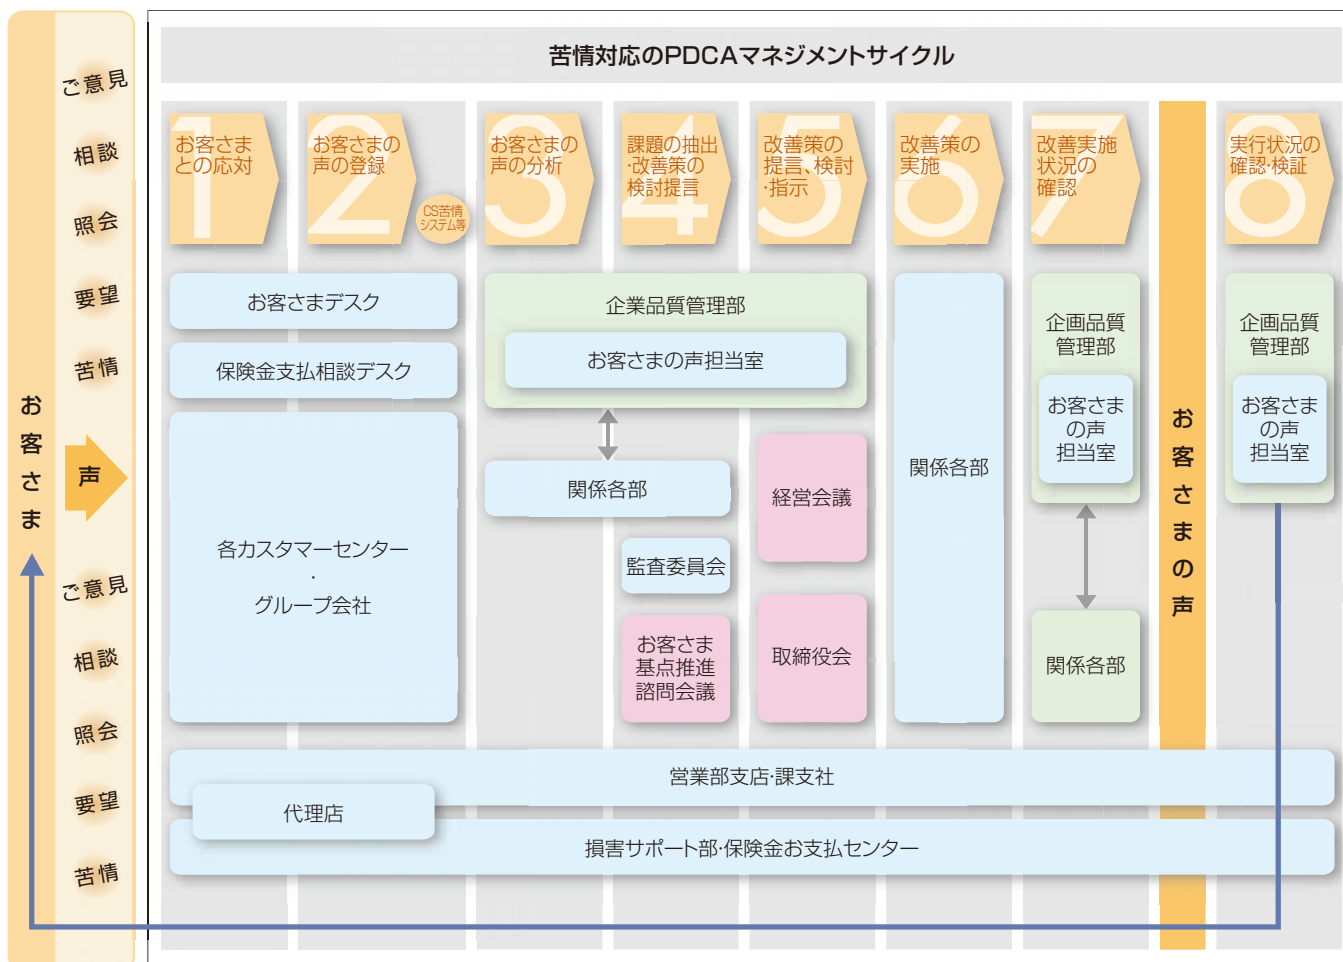 苦情対応のPDCAマネジメントサイクル
お客さま
ご意見
相談
照会
要望
苦情
声
ご意見
相談
照会
要望
苦情
1
お客さま
との応対
2
お客さまの
声の登録
CS苦情
システム等
3
お客さまの
声の分析
4
課題の抽出
・改善策の
検討提言
5
改善策の
提言、検討
・指示
6
改善策の
実施
7
改善実施
状況の
確認
お客さまの声
8
実行状況の
確認・検証
お客さまデスク
保険金支払相談デスク
各カスタマーセンター
・
グループ会社
企業品質管理部
お客さまの声担当室
関係各部
監査委員会
お客さま
基点推進
諮問会議
経営会議
取締役会
関係各部
企画品質
管理部
お客さま
の声
担当室
関係各部
企画品質
管理部
お客さま
の声
担当室
営業部支店・課支社
代理店
損害サポート部・保険金お支払センター